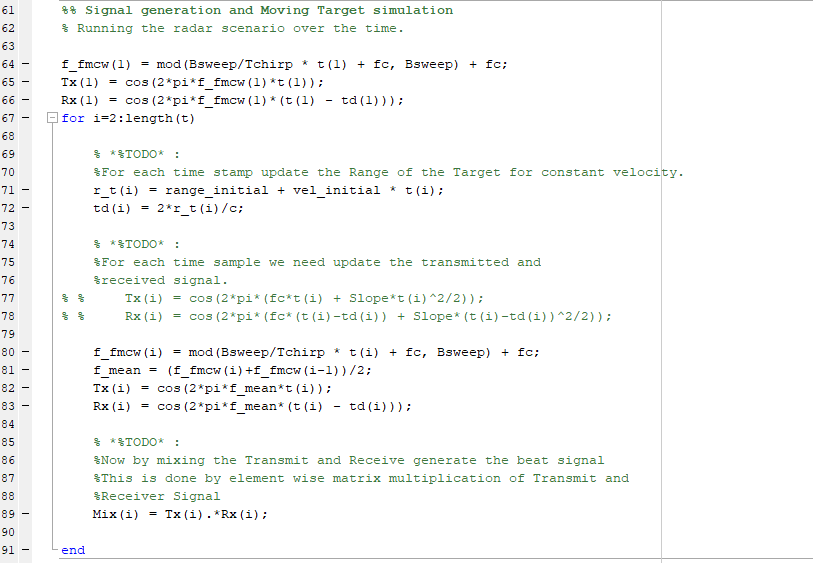 61 %% Signal generation and Moving Target simulation
62 % Running the radar scenario over the time.
63
64 - f_fmcw(1) = mod(Bsweep/Tchirp * t(1) + fc, Bsweep) + fc;
65 - Tx(1) = cos(2*pi*f_fmcw(1)*t(1));
66 - Rx(1) = cos(2*pi*f_fmcw(1)*(t(1) - td(1)));
67 - for i=2:length(t)
68
69 % *%TODO* :
70 %For each time stamp update the Range of the Target for constant velocity.
71 - r_t(i) = range_initial + vel_initial * t(i);
72 - td(i) = 2*r_t(i)/c;
73
74 % *%TODO* :
75 %For each time sample we need update the transmitted and
76 %received signal.
77 % % Tx(i) = cos(2*pi*(fc*t(i) + Slope*t(i)^2/2));
78 % % Rx(i) = cos(2*pi*(fc*(t(i)-td(i)) + Slope*(t(i)-td(i))^2/2));
79
80 - f_fmcw(i) = mod(Bsweep/Tchirp * t(i) + fc, Bsweep) + fc;
81 - f_mean = (f_fmcw(i)+f_fmcw(i-1))/2;
82 - Tx(i) = cos(2*pi*f_mean*t(i));
83 - Rx(i) = cos(2*pi*f_mean*(t(i) - td(i)));
84
85 % *%TODO* :
86 %Now by mixing the Transmit and Receive generate the beat signal
87 %This is done by element wise matrix multiplication of Transmit and
88 %Receiver Signal
89 - Mix(i) = Tx(i).*Rx(i);
90
91 - end